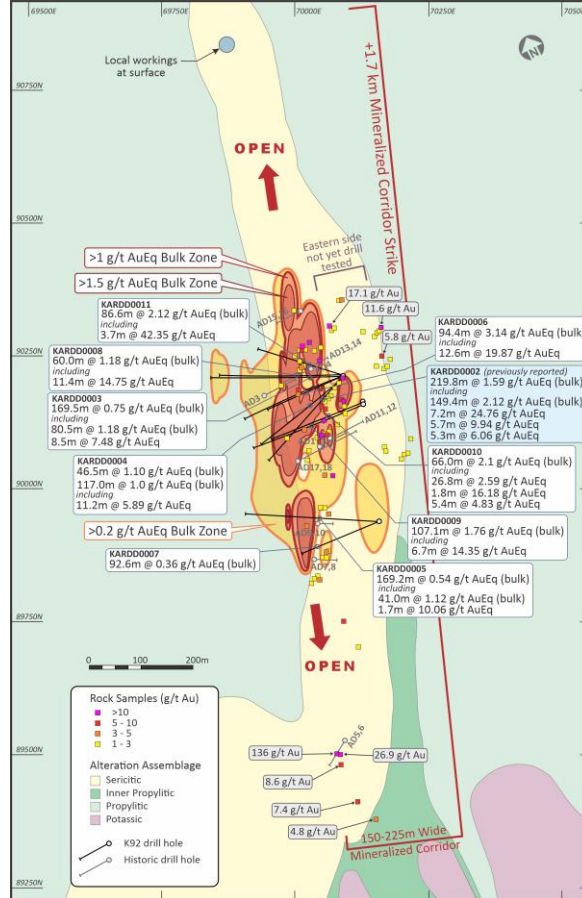 69500E
69750E
70000E
70250E
90750N
90500N
90250N
90000N
89750N
89500N
89250N
N
Local workings
at surface
+1.7 km Mineralized Corridor Strike
OPEN
Eastern side
not yet drill
tested
>1 g/t AuEq Bulk Zone
>1.5 g/t AuEq Bulk Zone
17.1 g/t Au
11.6 g/t Au
5.8 g/t Au
KARDD0011
86.6m @ 2.12 g/t AuEq (bulk)
including
3.7m @ 42.35 g/t AuEq
KARDD0006
94.4m @ 3.14 g/t AuEq (bulk)
including
12.6m @ 19.87 g/t AuEq
KARDD0008
60.0m @ 1.18 g/t AuEq (bulk)
including
11.4m @ 14.75 g/t AuEq
KARDD0002 (previously reported)
219.8m @ 1.59 g/t AuEq (bulk)
including
149.4m @ 2.12 g/t AuEq (bulk)
7.2m @ 24.76 g/t AuEq
5.7m @ 9.94 g/t AuEq
5.3m @ 6.06 g/t AuEq
KARDD0003
169.5m @ 0.75 g/t AuEq (bulk)
including
80.5m @ 1.18 g/t AuEq
8.5m @ 7.48 g/t AuEq
AD13,14
AD3
AD11,12
AD17,18
KARDD0004
46.5m @ 1.10 g/t AuEq (bulk)
117.0m @ 1.0 g/t AuEq (bulk)
including
11.2m @ 5.89 g/t AuEq
KARDD0010
66.0m @ 2.1 g/t AuEq (bulk)
including
26.8m @ 2.59 g/t AuEq
1.8m @ 16.18 g/t AuEq
5.4m @ 4.83 g/t AuEq
KARDD0009
107.1m @ 1.76 g/t AuEq (bulk)
including
6.7m @ 14.35 g/t AuEq
>0.2 g/t AuEq Bulk Zone
KARDD0007
92.6m @ 0.36 g/t AuEq (bulk)
AD7,8
KARDD0005
169.2m @ 0.54 g/t AuEq (bulk)
including
41.0m @ 1.12 g/t AuEq (bulk)
1.7m @ 10.06 g/t AuEq
OPEN
0 100 200m
Rock Samples (g/t Au)
>10
5 - 10
3 - 5
1 - 3
Alteration Assemblage
Sericitic
Inner Propylitic
Propylitic
Potassic
K92 drill hole
Historic drill hole
AD5,6
136 g/t Au
26.9 g/t Au
8.6 g/t Au
7.4 g/t Au
4.8 g/t Au
150-225m Wide
Mineralized Corridor